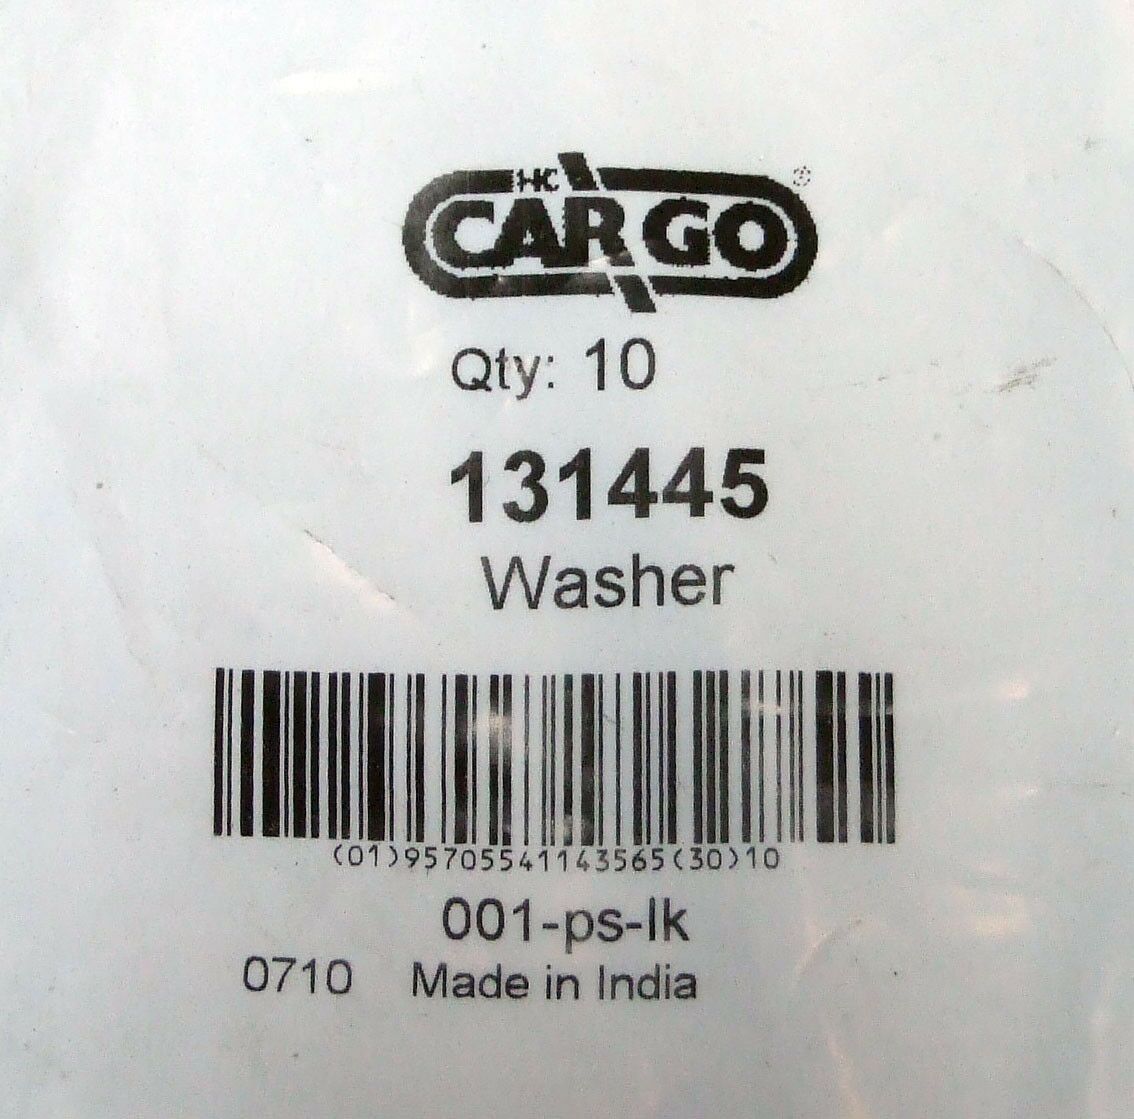 HC
CARGO®
Qty: 10
131445
Washer
(01)95705541143565(30)10
001-ps-lk
0710 Made in India